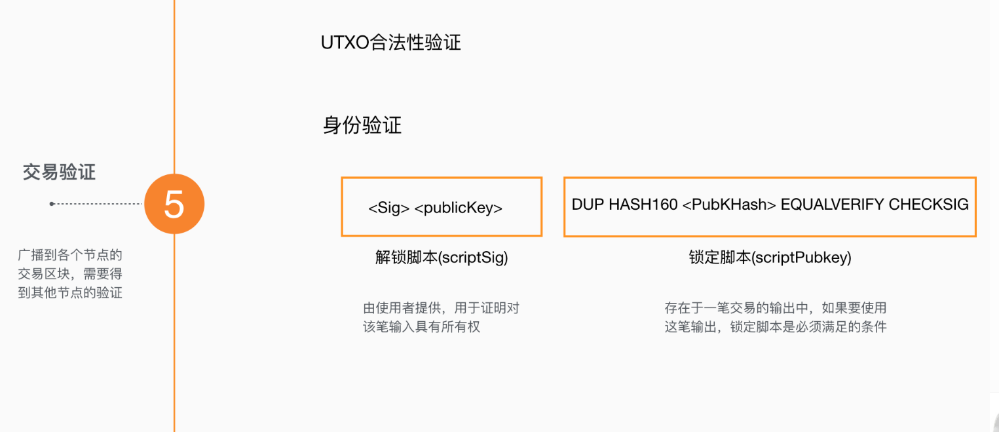 UTXO合法性验证
身份验证
交易验证
5
广播到各个节点的
交易区块，需要得
到其他节点的验证
<Sig> <publicKey>
解锁脚本(scriptSig)
由使用者提供，用于证明对
该笔输入具有所有权
DUP HASH160 <PubKHash> EQUALVERIFY CHECKSIG
锁定脚本(scriptPubkey)
存在于一笔交易的输出中，如果要使用
这笔输出，锁定脚本是必须满足的条件